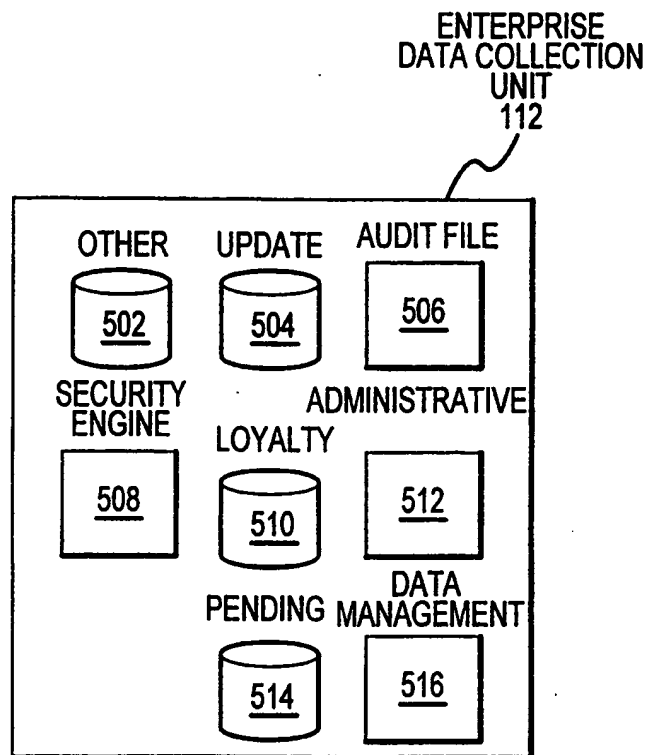 ENTERPRISE
DATA COLLECTION
UNIT
112
OTHER
502
UPDATE
504
AUDIT FILE
506
SECURITY
ENGINE
508
LOYALTY
510
ADMINISTRATIVE
512
PENDING
514
DATA
MANAGEMENT
516